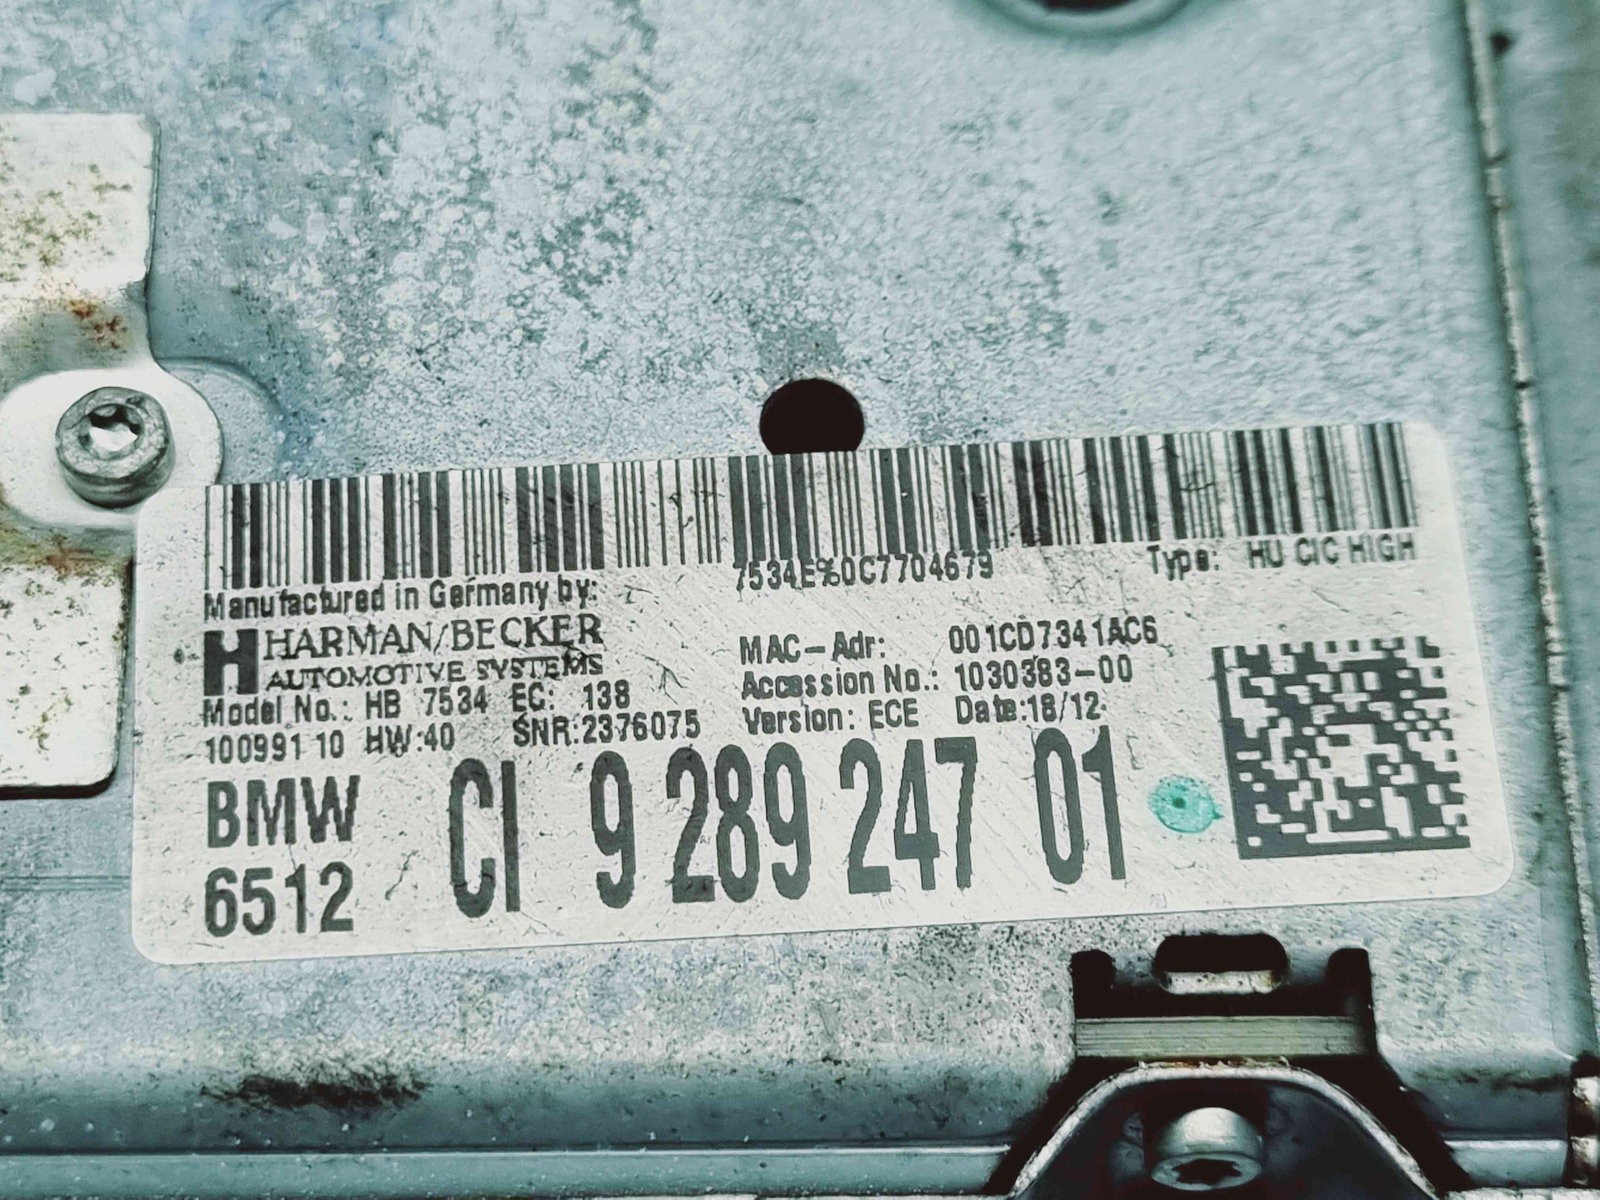 7534E%0C7704679
Type: HU CIC HIGH
Manufactured in Germany by:
H HARMAN/BECKER
AUTOMOTIVE SYSTEMS
MAC-Adr: 001CD7341AC6
Model No.: HB 7534 EC: 138
Accession No.: 1030383-00
10099110 HW:40 SNR:2376075
Version: ECE Date:18/12
BMW CI 9 289 247 01
6512